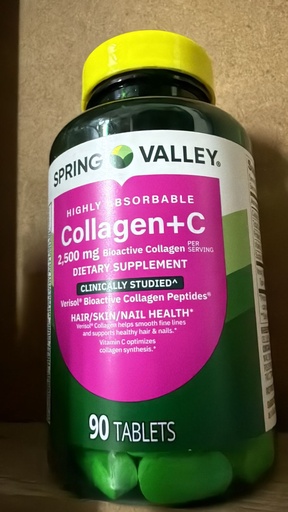 SPRING VALLEY®
HIGHLY ABSORBABLE
Collagen+C
2,500 mg Bioactive Collagen PER SERVING
DIETARY SUPPLEMENT
CLINICALLY STUDIED^
Verisol® Bioactive Collagen Peptides®
HAIR/SKIN/NAIL HEALTH*
Verisol® Collagen helps smooth fine lines
and supports healthy hair & nails.*
Vitamin C optimizes
collagen synthesis.*
90 TABLETS